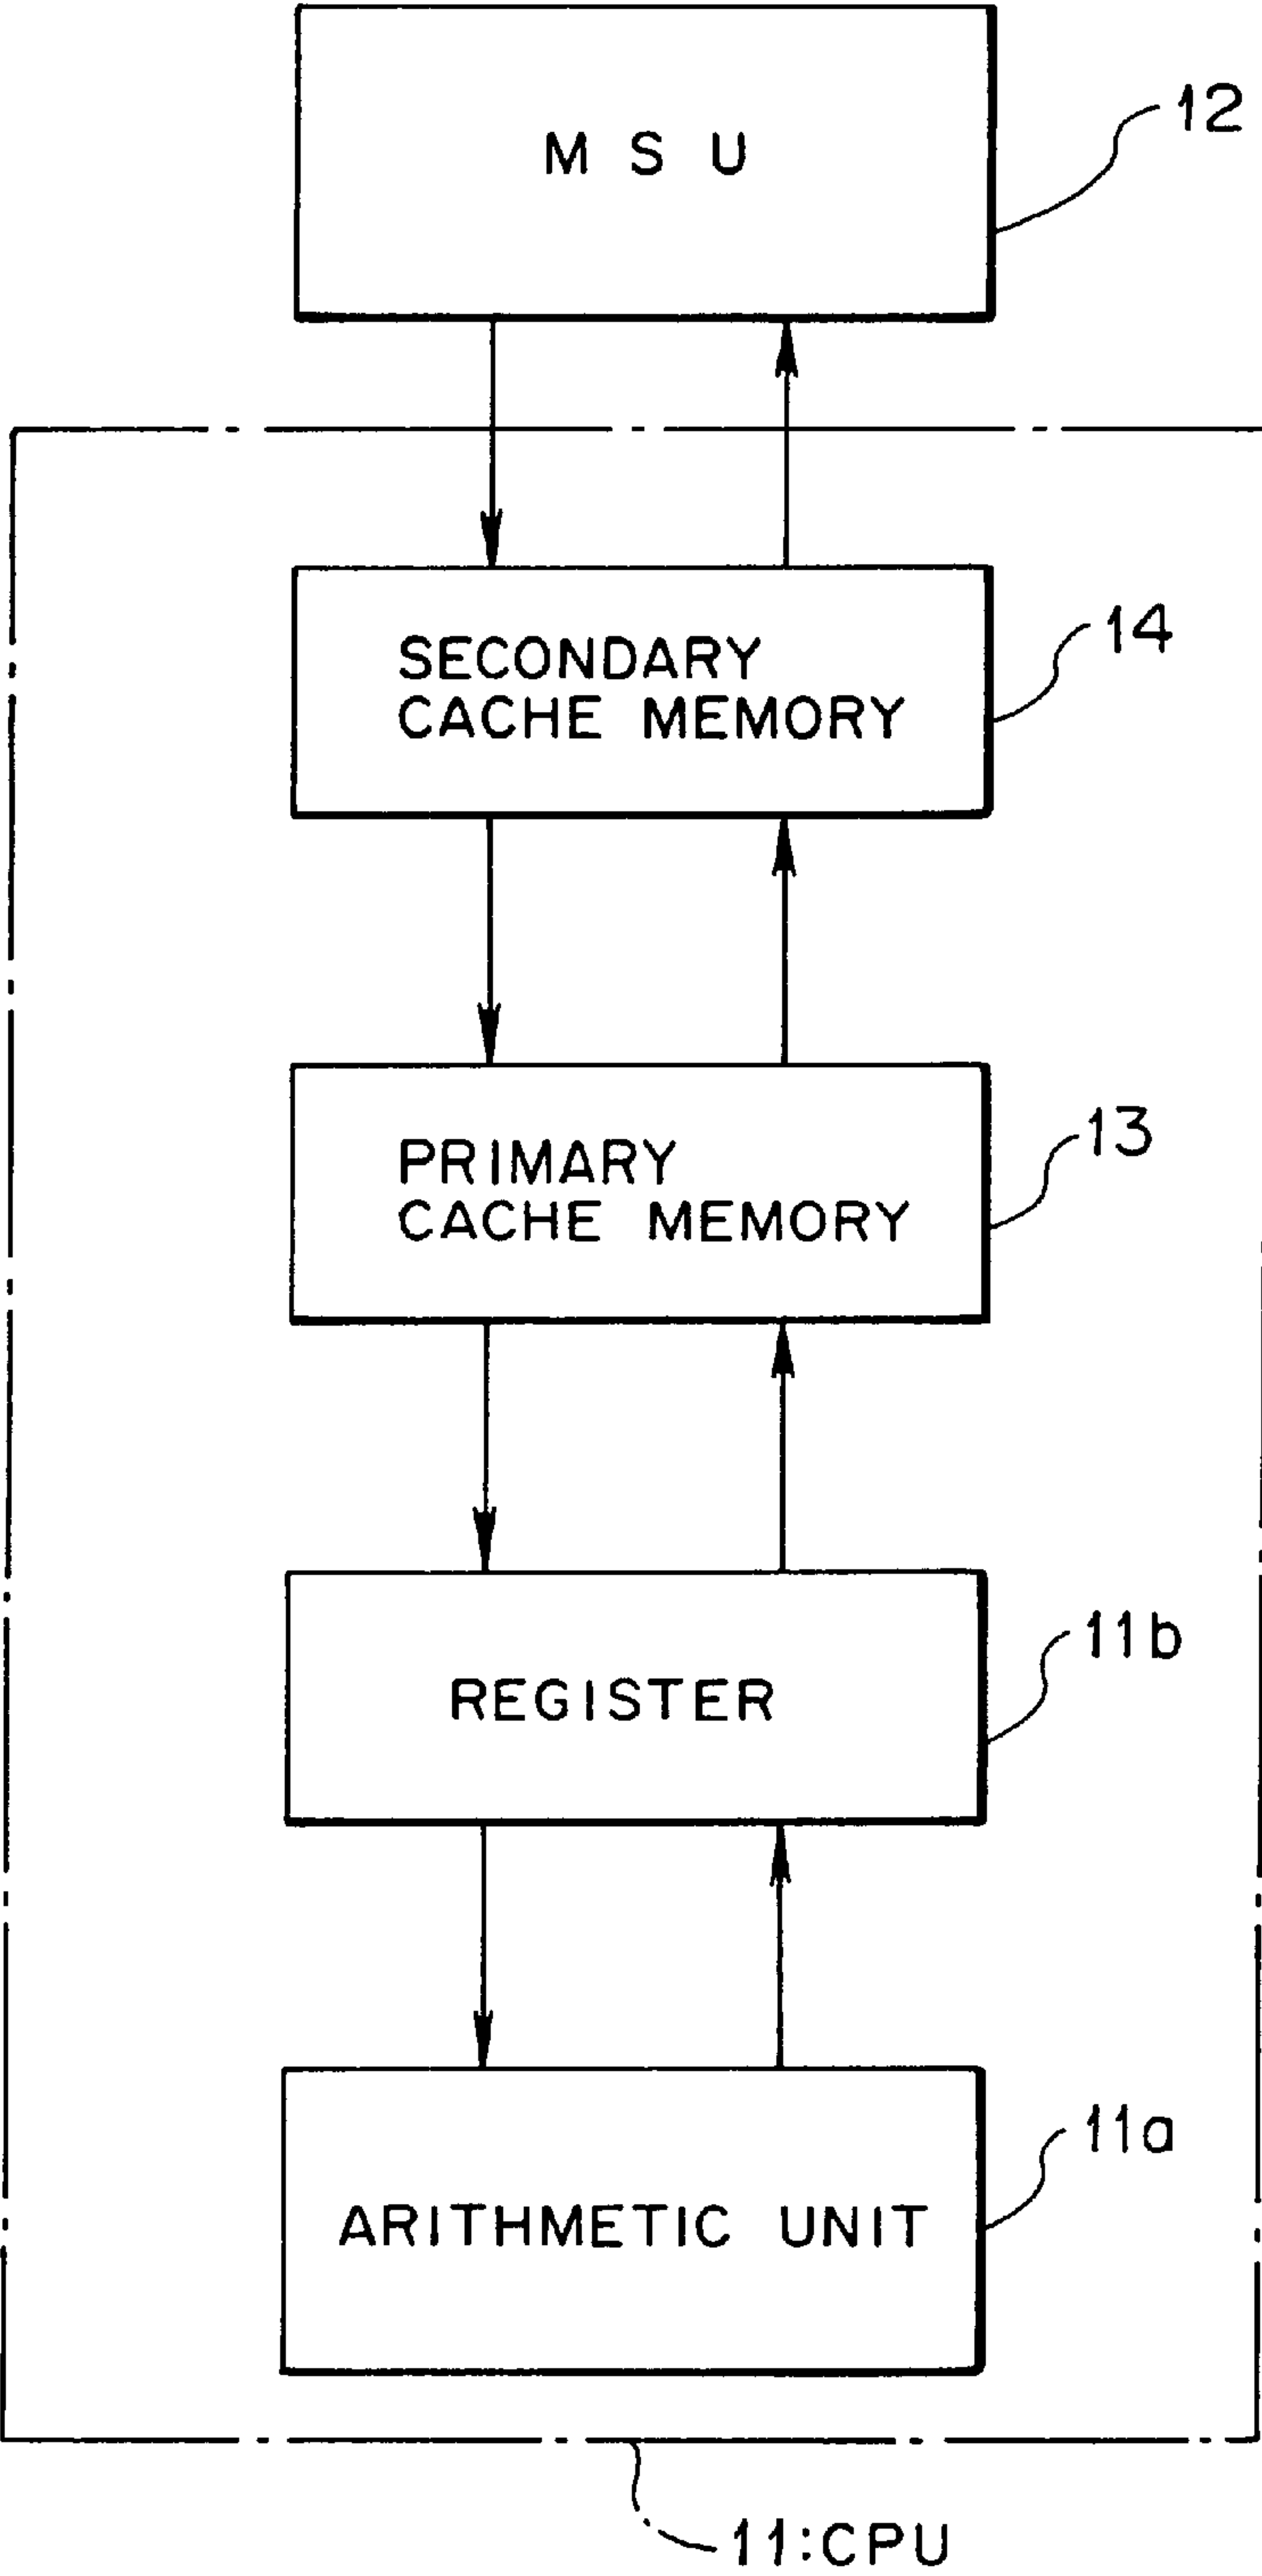 M S U
12
SECONDARY
CACHE MEMORY
14
PRIMARY
CACHE MEMORY
13
REGISTER
11b
ARITHMETIC UNIT
11a
11:CPU